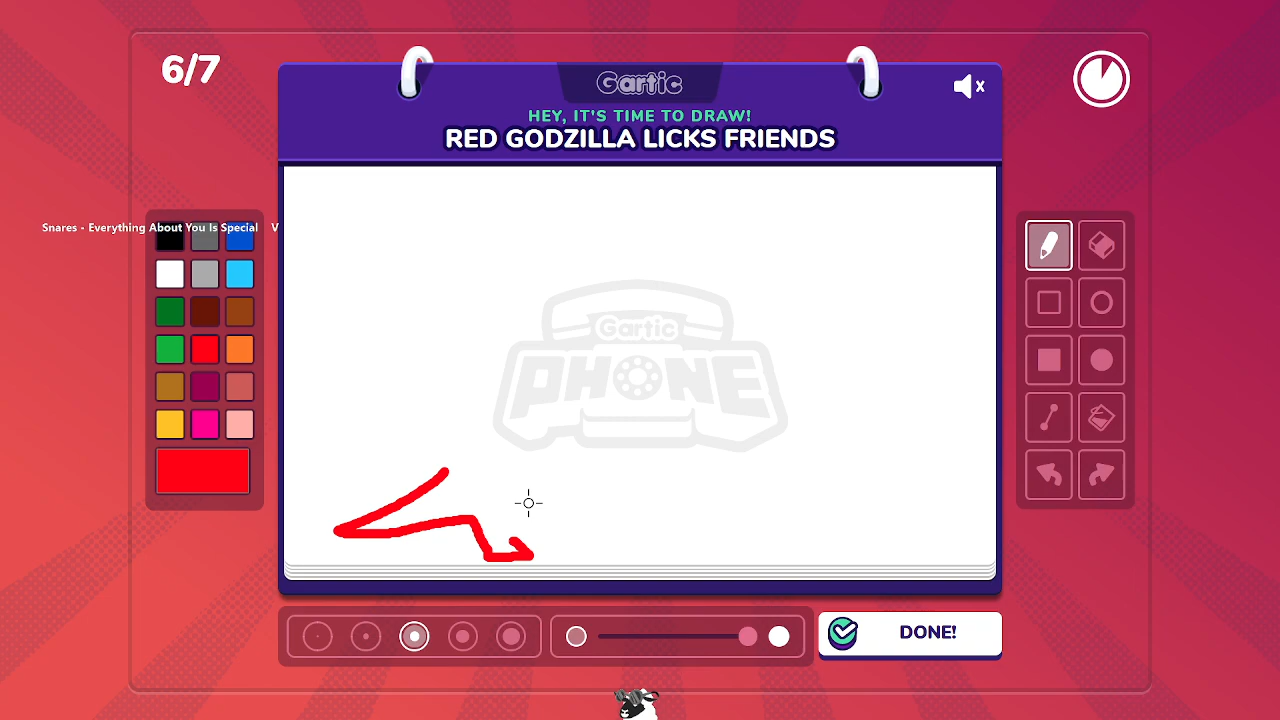 6/7
Gartic
HEY, IT'S TIME TO DRAW!
RED GODZILLA LICKS FRIENDS
Snares - Everything About You Is Special V
Gartic
PHONE
DONE!